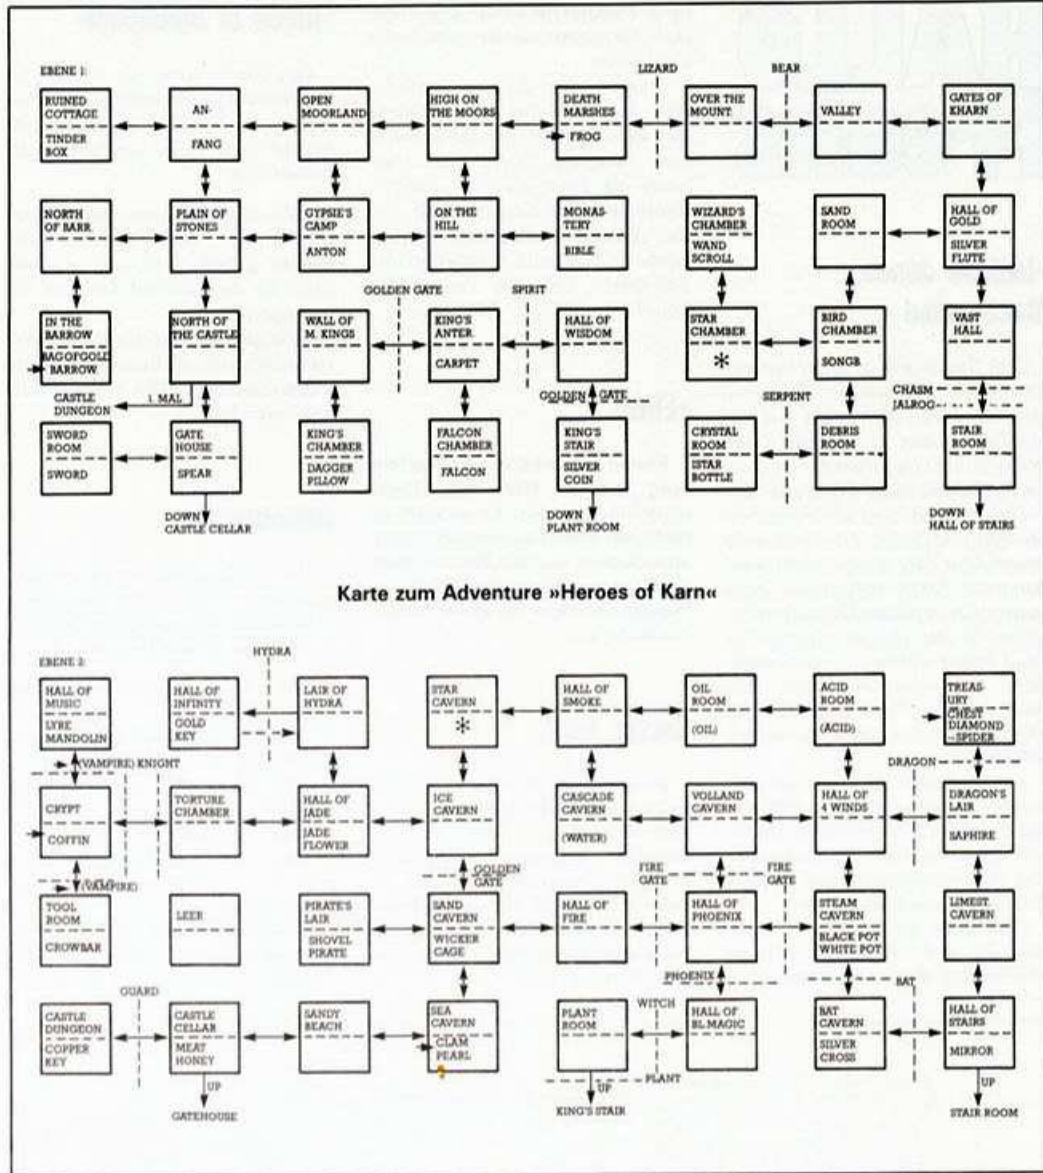 EBENE 1:
LIZARD
BEAR
RUINED
COTTAGE
TINDER
BOX
AN-
FANG
OPEN
MOORLAND
HIGH ON
THE MOORS
DEATH
MARSHES
FROG
OVER THE
MOUNT.
VALLEY
GATES OF
KHARN
NORTH
OF BARR.
PLAIN OF
STONES
GYPSIE'S
CAMP
ANTON
ON THE
HILL
MONAS-
TERY
BIBLE
WIZARD'S
CHAMBER
WAND
SCROLL
SAND
ROOM
HALL OF
GOLD
SILVER
FLUTE
GOLDEN GATE
SPIRIT
IN THE
BARROW
BAG OF GOLD
BARROW
NORTH OF
THE CASTLE
WALL OF
M. KINGS
KING'S
ANTER.
CARPET
HALL OF
WISDOM
STAR
CHAMBER
*
BIRD
CHAMBER
SONGB.
VAST
HALL
CASTLE
DUNGEON
1. MAL
GOLDEN GATE
SERPENT
CHASM
JALROG
SWORD
ROOM
SWORD
GATE
HOUSE
SPEAR
KING'S
CHAMBER
DAGGER
PILLOW
FALCON
CHAMBER
FALCON
KING'S
STAIR
SILVER
COIN
CRYSTAL
ROOM
ISTAR
BOTTLE
DEBRIS
ROOM
STAIR
ROOM
DOWN
CASTLE CELLAR
DOWN
PLANT ROOM
DOWN
HALL OF STAIRS
Karte zum Adventure »Heroes of Karn«
EBENE 2:
HYDRA
HALL OF
MUSIC
LYRE
MANDOLIN
HALL OF
INFINITY
GOLD
KEY
LAIR OF
HYDRA
STAR
CAVERN
*
HALL OF
SMOKE
OIL
ROOM
(OIL)
ACID
ROOM
(ACID)
TREAS-
URY
CHEST
DIAMOND
SPIDER
(VAMPIRE) KNIGHT
DRAGON
CRYPT
COFFIN
TORTURE
CHAMBER
HALL OF
JADE
JADE
FLOWER
ICE
CAVERN
CASCADE
CAVERN
(WATER)
VOLLAND
CAVERN
HALL OF
4 WINDS
DRAGON'S
LAIR
SAPHIRE
(VAMPIRE)
GOLDEN
GATE
FIRE
GATE
FIRE
GATE
TOOL
ROOM
CROWBAR
LEER
PIRATE'S
LAIR
SHOVEL
PIRATE
SAND
CAVERN
WICKER
CAGE
HALL OF
FIRE
HALL OF
PHOENIX
STEAM
CAVERN
BLACK POT
WHITE POT
LIMEST.
CAVERN
GUARD
PHOENIX
BAT
CASTLE
DUNGEON
COPPER
KEY
CASTLE
CELLAR
MEAT
HONEY
SANDY
BEACH
SEA
CAVERN
CLAM
PEARL
PLANT
ROOM
WITCH
HALL OF
BL.MAGIC
BAT
CAVERN
SILVER
CROSS
HALL OF
STAIRS
MIRROR
UP
GATEHOUSE
UP
PLANT
KING'S STAIR
UP
STAIR ROOM